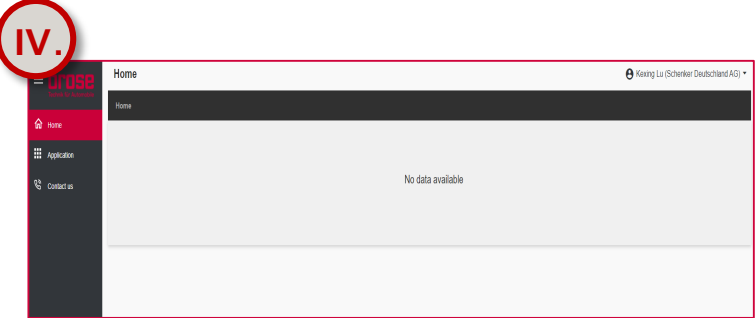 IV.
Home
Kexing Lu (Schenker Deutschland AG)
Home
Home
Application
Contact us
No data available